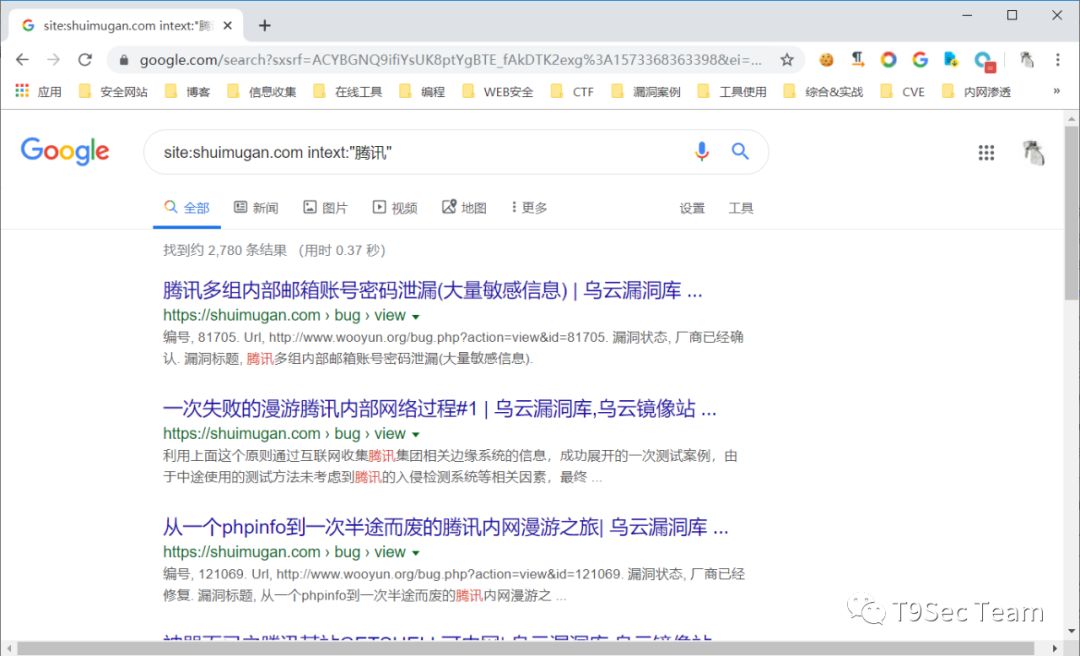 site:shuimugan.com intext:"腾
google.com/search?sxsrf=ACYBGNQ9ifiYsUK8ptYgBTE_fAkDTK2exg%3A1573368363398&ei=...
应用 安全网站 博客 信息收集 在线工具 编程 WEB安全 CTF 漏洞案例 工具使用 综合&实战 CVE 内网渗透 »
Google
site:shuimugan.com intext:"腾讯"
全部 新闻 图片 视频 地图 更多 设置 工具
找到约 2,780 条结果 （用时 0.37 秒）
腾讯多组内部邮箱账号密码泄漏(大量敏感信息) | 乌云漏洞库 ...
https://shuimugan.com › bug › view
编号, 81705. Url, http://www.wooyun.org/bug.php?action=view&id=81705. 漏洞状态, 厂商已经确
认. 漏洞标题, 腾讯多组内部邮箱账号密码泄漏(大量敏感信息).
一次失败的漫游腾讯内部网络过程#1 | 乌云漏洞库,乌云镜像站 ...
https://shuimugan.com › bug › view
利用上面这个原则通过互联网收集腾讯集团相关边缘系统的信息，成功展开的一次测试案例，由
于中途使用的测试方法未考虑到腾讯的入侵检测系统等相关因素，最终 ...
从一个phpinfo到一次半途而废的腾讯内网漫游之旅| 乌云漏洞库 ...
https://shuimugan.com › bug › view
编号, 121069. Url, http://www.wooyun.org/bug.php?action=view&id=121069. 漏洞状态, 厂商已经
修复. 漏洞标题, 从一个phpinfo到一次半途而废的腾讯内网漫游之 ...
T9Sec Team